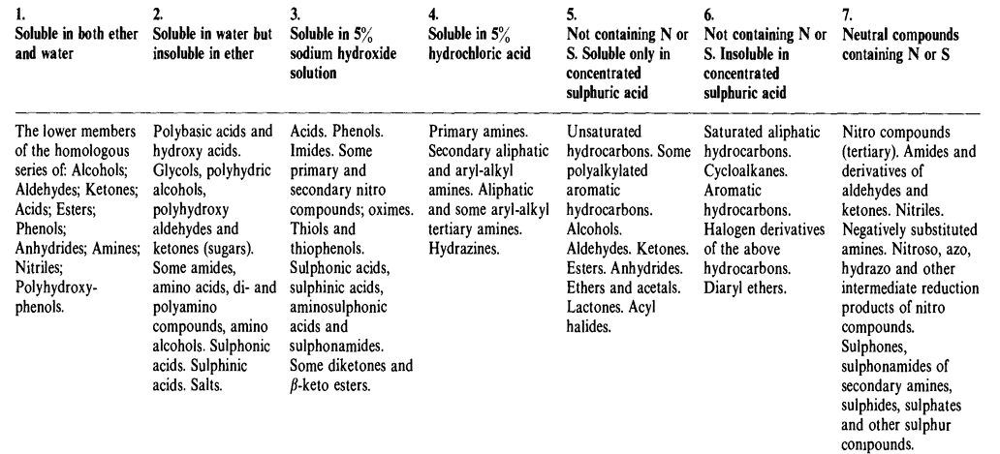 1.
Soluble in both ether
and water
The lower members
of the homologous
series of: Alcohols;
Aldehydes; Ketones;
Acids; Esters;
Phenols;
Anhydrides; Amines;
Nitriles;
Polyhydroxy-
phenols.
2.
Soluble in water but
insoluble in ether
Polybasic acids and
hydroxy acids.
Glycols, polyhydric
alcohols,
polyhydroxy
aldehydes and
ketones (sugars).
Some amides,
amino acids, di- and
polyamino
compounds, amino
alcohols. Sulphonic
acids. Sulphinic
acids. Salts.
3.
Soluble in 5%
sodium hydroxide
solution
Acids. Phenols.
Imides. Some
primary and
secondary nitro
compounds; oximes.
Thiols and
thiophenols.
Sulphonic acids,
sulphinic acids,
aminosulphonic
acids and
sulphonamides.
Some diketones and
β-keto esters.
4.
Soluble in 5%
hydrochloric acid
Primary amines.
Secondary aliphatic
and aryl-alkyl
amines. Aliphatic
and some aryl-alkyl
tertiary amines.
Hydrazines.
5.
Not containing N or
S. Soluble only in
concentrated
sulphuric acid
Unsaturated
hydrocarbons. Some
polyalkylated
aromatic
hydrocarbons.
Alcohols.
Aldehydes. Ketones.
Esters. Anhydrides.
Ethers and acetals.
Lactones. Acyl
halides.
6.
Not containing N or
S. Insoluble in
concentrated
sulphuric acid
Saturated aliphatic
hydrocarbons.
Cycloalkanes.
Aromatic
hydrocarbons.
Halogen derivatives
of the above
hydrocarbons.
Diaryl ethers.
7.
Neutral compounds
containing N or S
Nitro compounds
(tertiary). Amides and
derivatives of
aldehydes and
ketones. Nitriles.
Negatively substituted
amines. Nitroso, azo,
hydrazo and other
intermediate reduction
products of nitro
compounds.
Sulphones,
sulphonamides of
secondary amines,
sulphides, sulphates
and other sulphur
compounds.